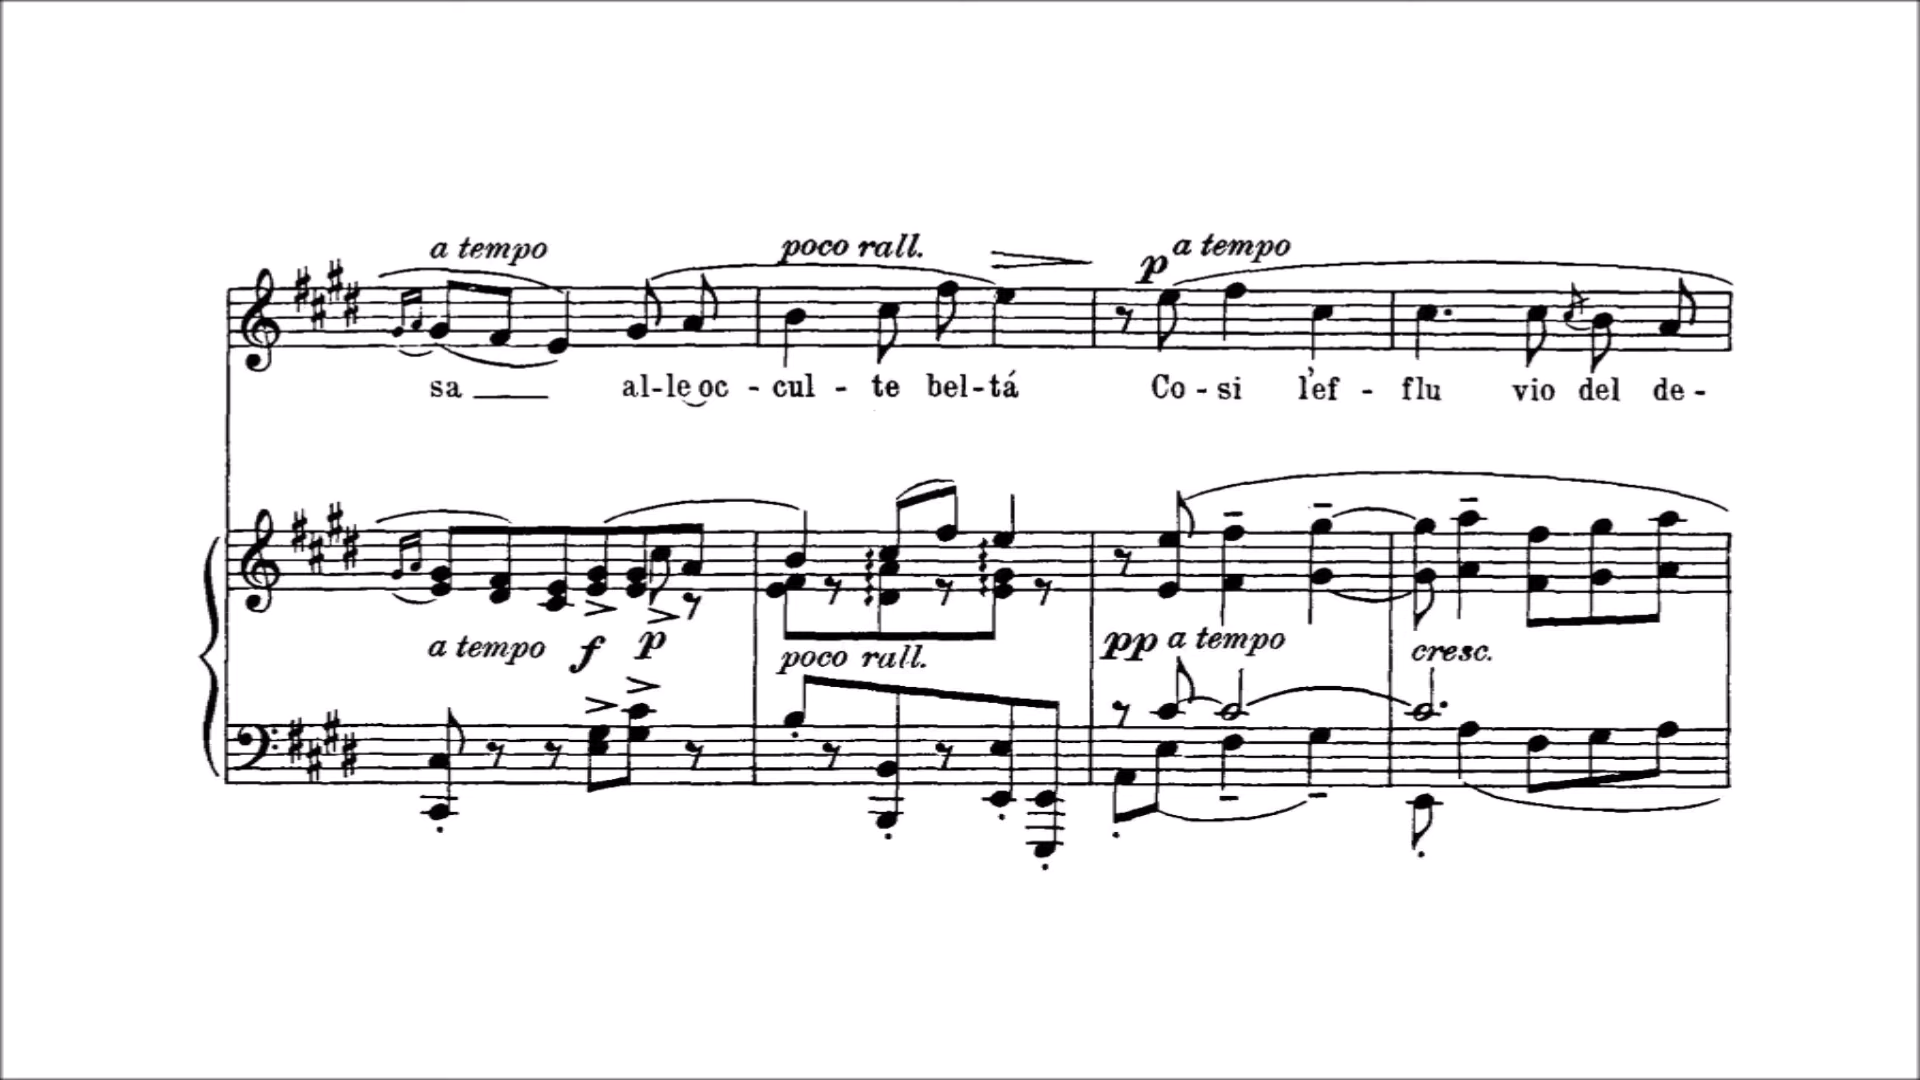 a tempo poco rall. p a tempo
sa al-le oc - cul - te bel-tá Co - si l'ef - flu vio del de -
a tempo f p poco rall. pp a tempo cresc.